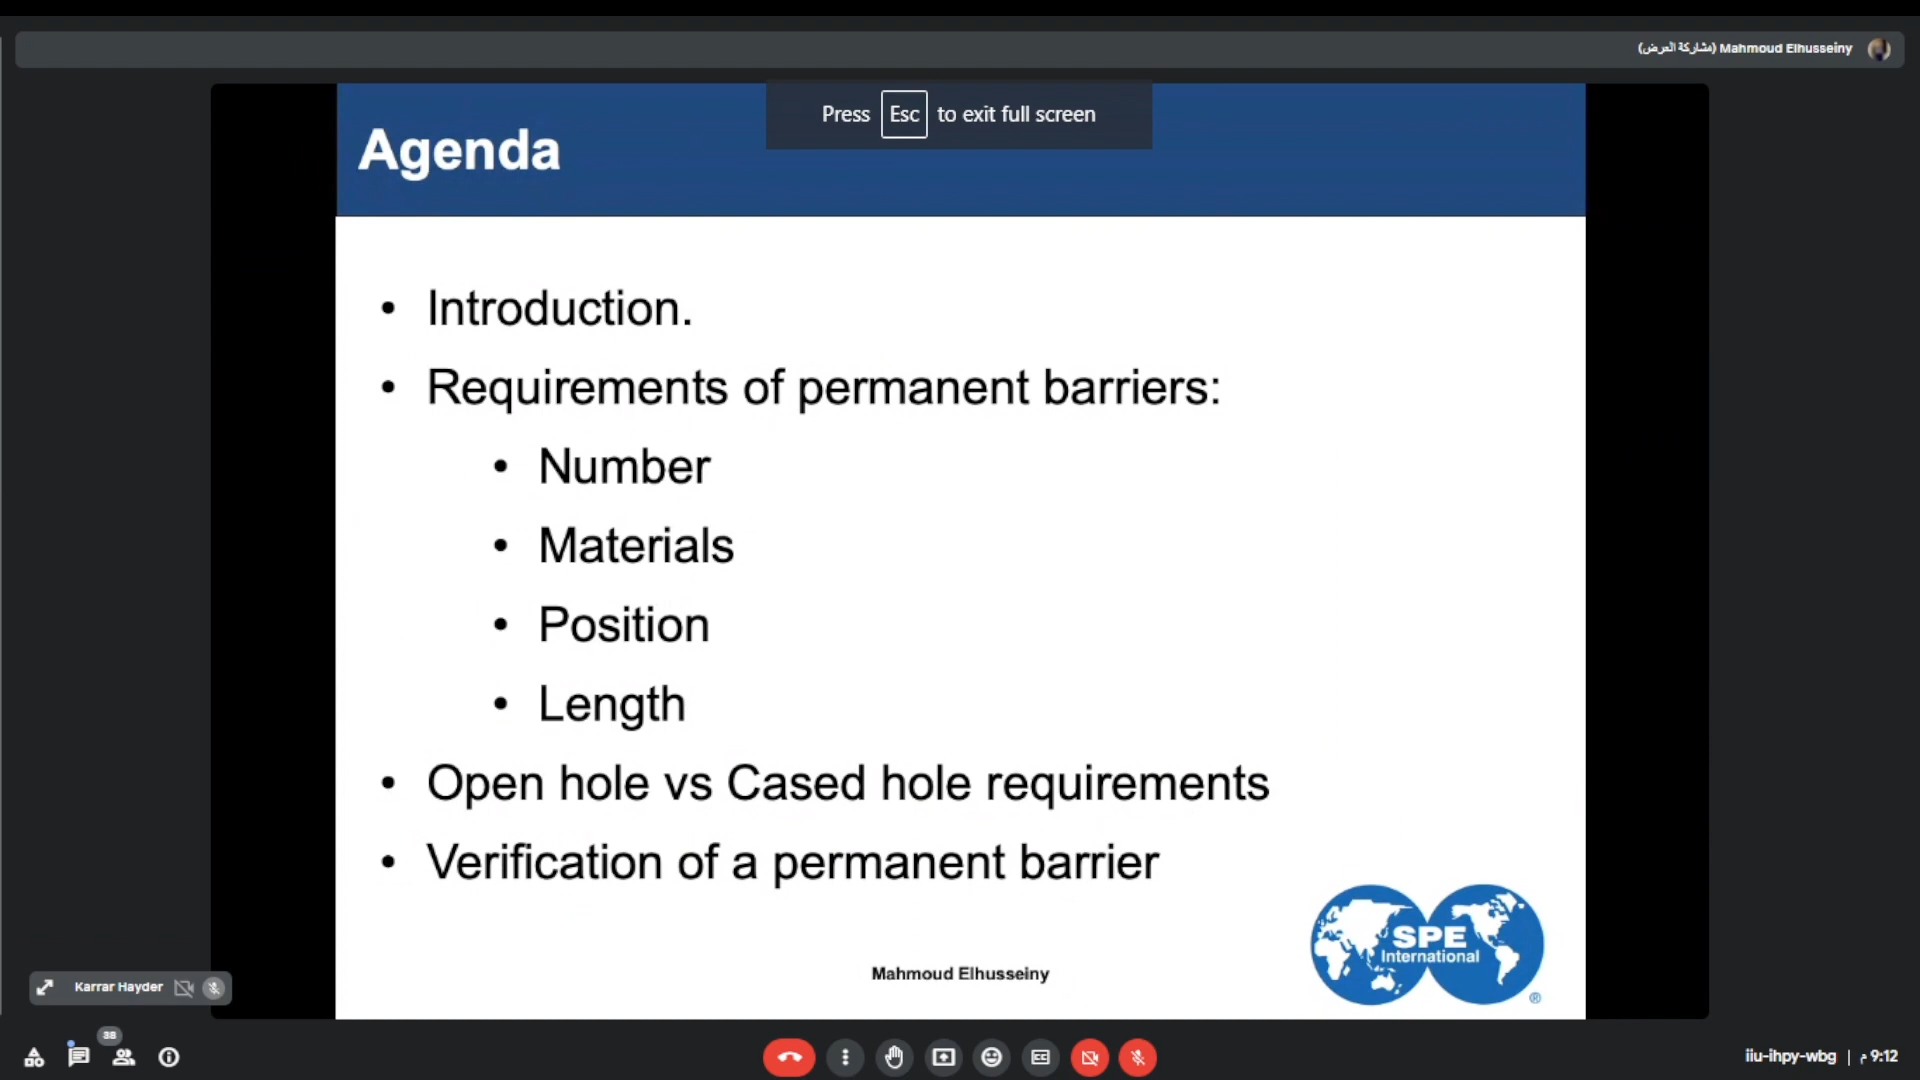 Mahmoud Elhusseiny (مشاركة العرض)
Press Esc to exit full screen
Agenda
• Introduction.
• Requirements of permanent barriers:
• Number
• Materials
• Position
• Length
• Open hole vs Cased hole requirements
• Verification of a permanent barrier
SPE
International
®
Mahmoud Elhusseiny
Karrar Hayder
38
CC
iiu-ihpy-wbg | 9:12 م